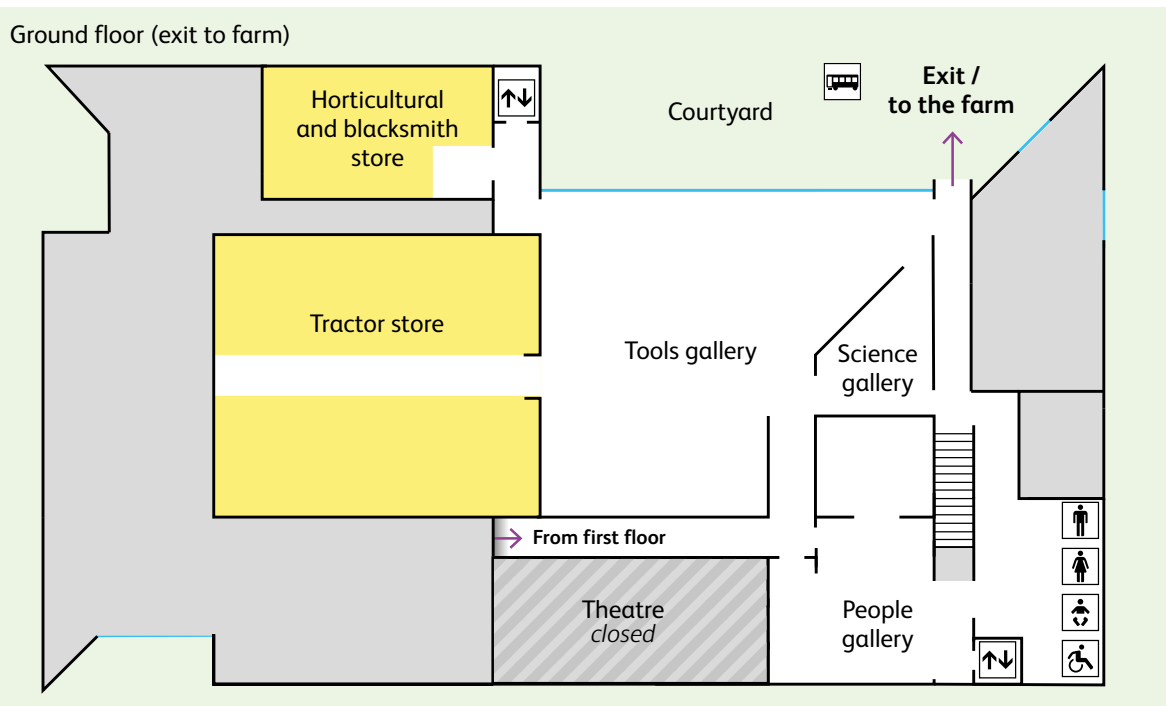 Ground floor (exit to farm)
Horticultural
and blacksmith
store
Courtyard
Exit /
to the farm
Tractor store
Tools gallery
Science
gallery
From first floor
Theatre
closed
People
gallery